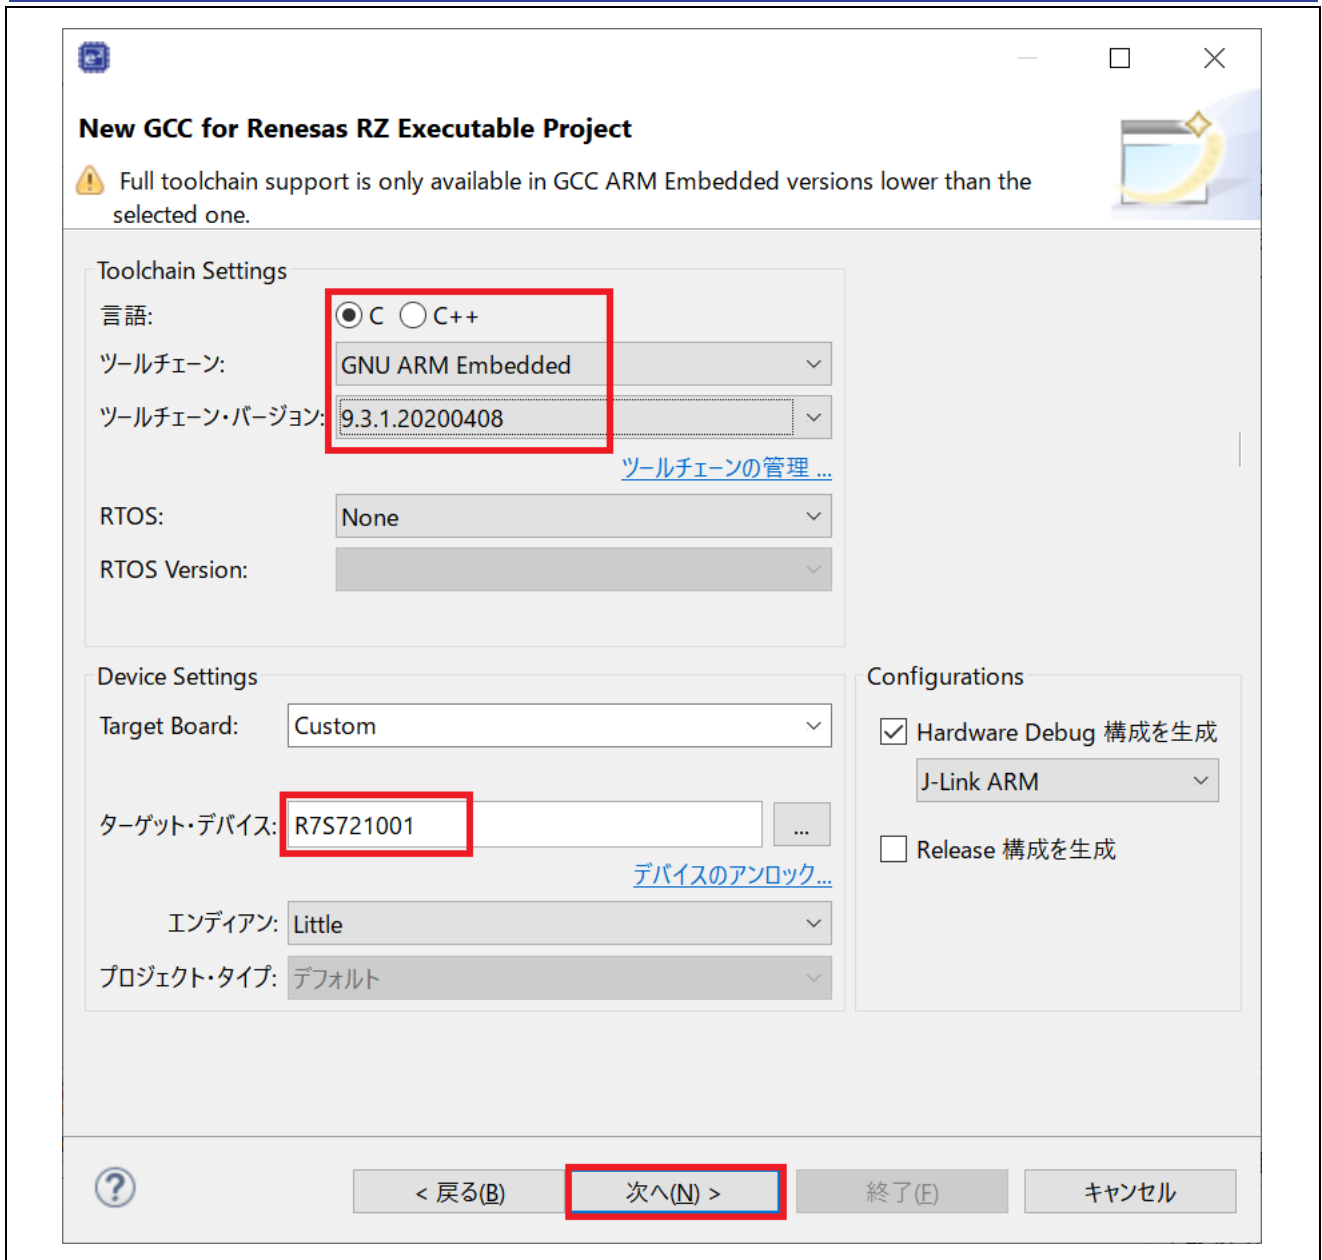 New GCC for Renesas RZ Executable Project
Full toolchain support is only available in GCC ARM Embedded versions lower than the
selected one.
Toolchain Settings
言語: C C++
ツールチェーン: GNU ARM Embedded
ツールチェーン・バージョン: 9.3.1.20200408
ツールチェーンの管理 ...
RTOS: None
RTOS Version:
Device Settings
Target Board: Custom
ターゲット・デバイス: R7S721001 ...
デバイスのアンロック...
エンディアン: Little
プロジェクト・タイプ: デフォルト
Configurations
Hardware Debug 構成を生成
J-Link ARM
Release 構成を生成
< 戻る(B) 次へ(N) > 終了(F) キャンセル